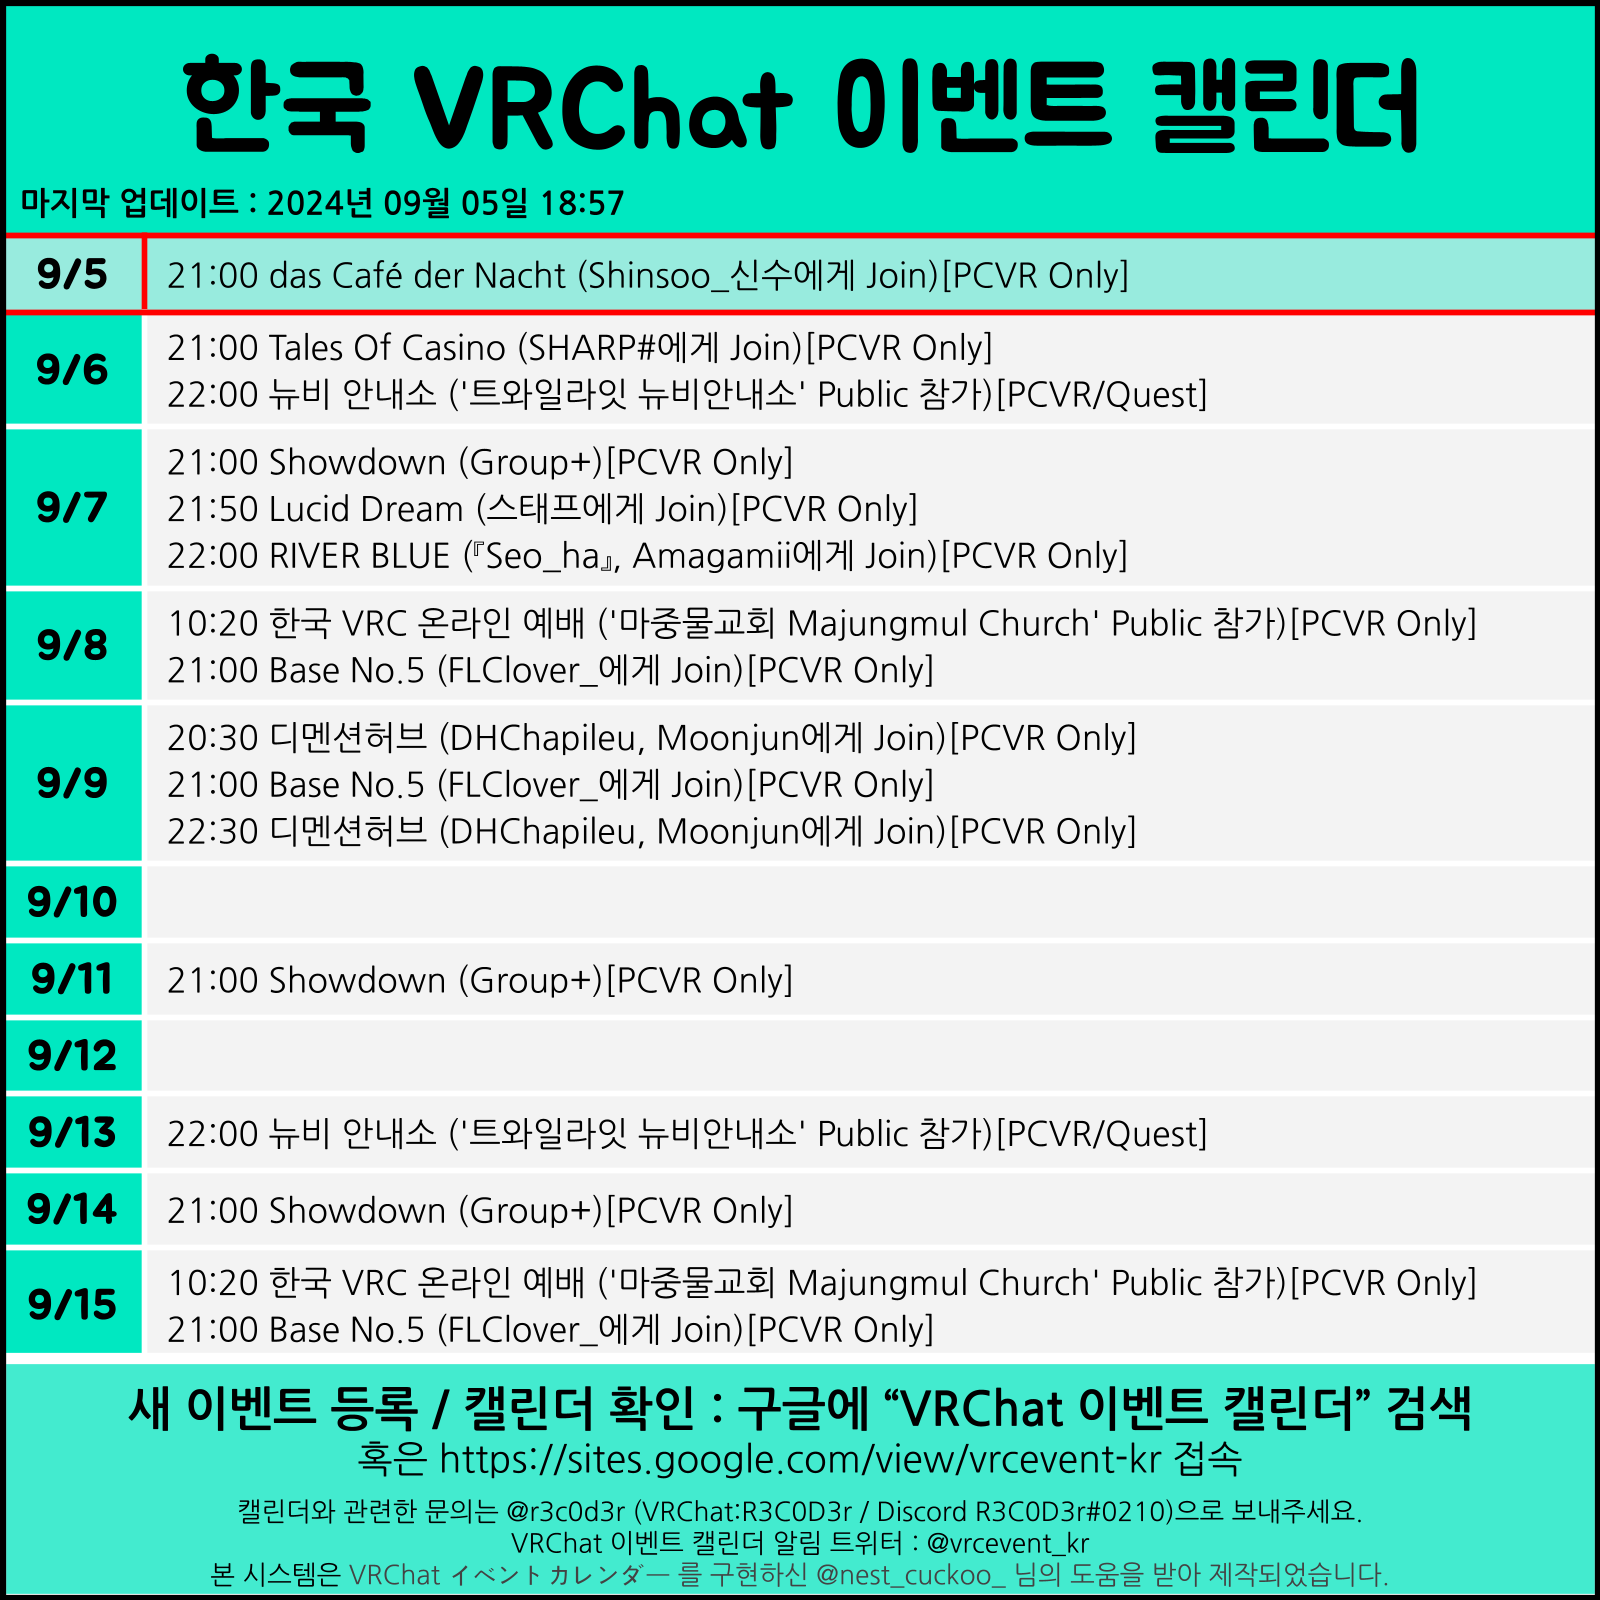 한국 VRChat 이벤트 캘린더
마지막 업데이트 : 2024년 09월 05일 18:57
9/5
21:00 das Café der Nacht (Shinsoo_신수에게 Join)[PCVR Only]
9/6
21:00 Tales Of Casino (SHARP#에게 Join)[PCVR Only]
22:00 뉴비 안내소 ('트와일라잇 뉴비안내소' Public 참가)[PCVR/Quest]
9/7
21:00 Showdown (Group+)[PCVR Only]
21:50 Lucid Dream (스태프에게 Join)[PCVR Only]
22:00 RIVER BLUE (『Seo_ha』, Amagamii에게 Join)[PCVR Only]
9/8
10:20 한국 VRC 온라인 예배 ('마중물교회 Majungmul Church' Public 참가)[PCVR Only]
21:00 Base No.5 (FLClover_에게 Join)[PCVR Only]
9/9
20:30 디멘션허브 (DHChapileu, Moonjun에게 Join)[PCVR Only]
21:00 Base No.5 (FLClover_에게 Join)[PCVR Only]
22:30 디멘션허브 (DHChapileu, Moonjun에게 Join)[PCVR Only]
9/10
9/11
21:00 Showdown (Group+)[PCVR Only]
9/12
9/13
22:00 뉴비 안내소 ('트와일라잇 뉴비안내소' Public 참가)[PCVR/Quest]
9/14
21:00 Showdown (Group+)[PCVR Only]
9/15
10:20 한국 VRC 온라인 예배 ('마중물교회 Majungmul Church' Public 참가)[PCVR Only]
21:00 Base No.5 (FLClover_에게 Join)[PCVR Only]
새 이벤트 등록 / 캘린더 확인 : 구글에 “VRChat 이벤트 캘린더” 검색
혹은 https://sites.google.com/view/vrcevent-kr 접속
캘린더와 관련한 문의는 @r3c0d3r (VRChat:R3C0D3r / Discord R3C0D3r#0210)으로 보내주세요.
VRChat 이벤트 캘린더 알림 트위터 : @vrcevent_kr
본 시스템은 VRChat イベントカレンダー 를 구현하신 @nest_cuckoo_ 님의 도움을 받아 제작되었습니다.